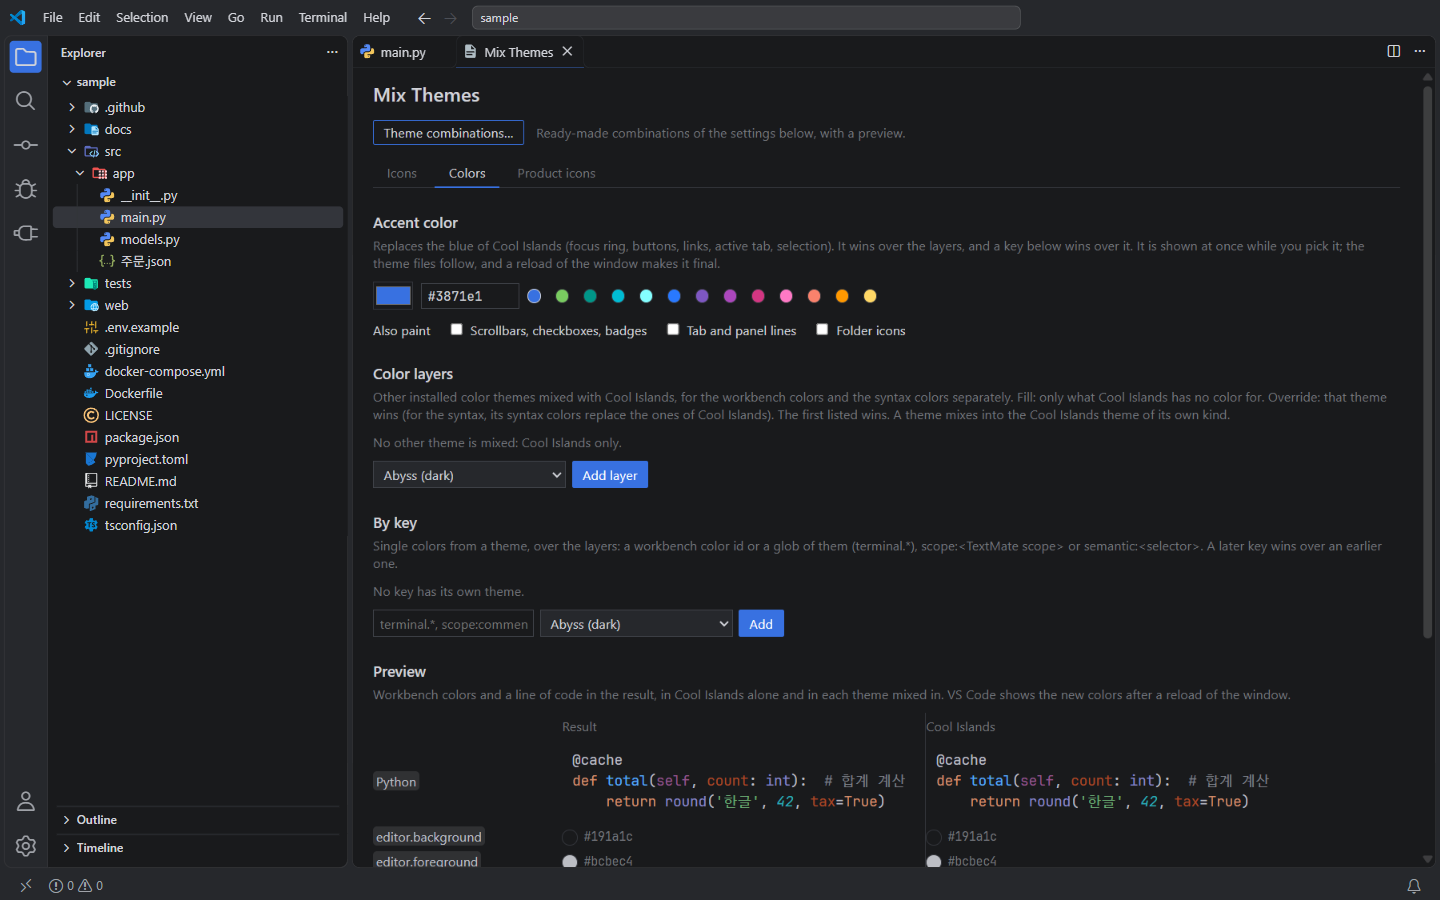 File Edit Selection View Go Run Terminal Help
sample
Explorer
sample
.github
docs
src
app
__init__.py
main.py
models.py
주문.json
tests
web
.env.example
.gitignore
docker-compose.yml
Dockerfile
LICENSE
package.json
pyproject.toml
README.md
requirements.txt
tsconfig.json
Outline
Timeline
main.py
Mix Themes
Mix Themes
Theme combinations... Ready-made combinations of the settings below, with a preview.
Icons Colors Product icons
Accent color
Replaces the blue of Cool Islands (focus ring, buttons, links, active tab, selection). It wins over the layers, and a key below wins over it. It is shown at once while you pick it; the
theme files follow, and a reload of the window makes it final.
#3871e1
Also paint Scrollbars, checkboxes, badges Tab and panel lines Folder icons
Color layers
Other installed color themes mixed with Cool Islands, for the workbench colors and the syntax colors separately. Fill: only what Cool Islands has no color for. Override: that theme
wins (for the syntax, its syntax colors replace the ones of Cool Islands). The first listed wins. A theme mixes into the Cool Islands theme of its own kind.
No other theme is mixed: Cool Islands only.
Abyss (dark) Add layer
By key
Single colors from a theme, over the layers: a workbench color id or a glob of them (terminal.*), scope:<TextMate scope> or semantic:<selector>. A later key wins over an earlier
one.
No key has its own theme.
terminal.*, scope:commen Abyss (dark) Add
Preview
Workbench colors and a line of code in the result, in Cool Islands alone and in each theme mixed in. VS Code shows the new colors after a reload of the window.
Result Cool Islands
Python
@cache
def total(self, count: int):  # 합계 계산
return round('한글', 42, tax=True)
@cache
def total(self, count: int):  # 합계 계산
return round('한글', 42, tax=True)
editor.background #191a1c #191a1c
editor.foreground #bcbec4 #bcbec4
0 0